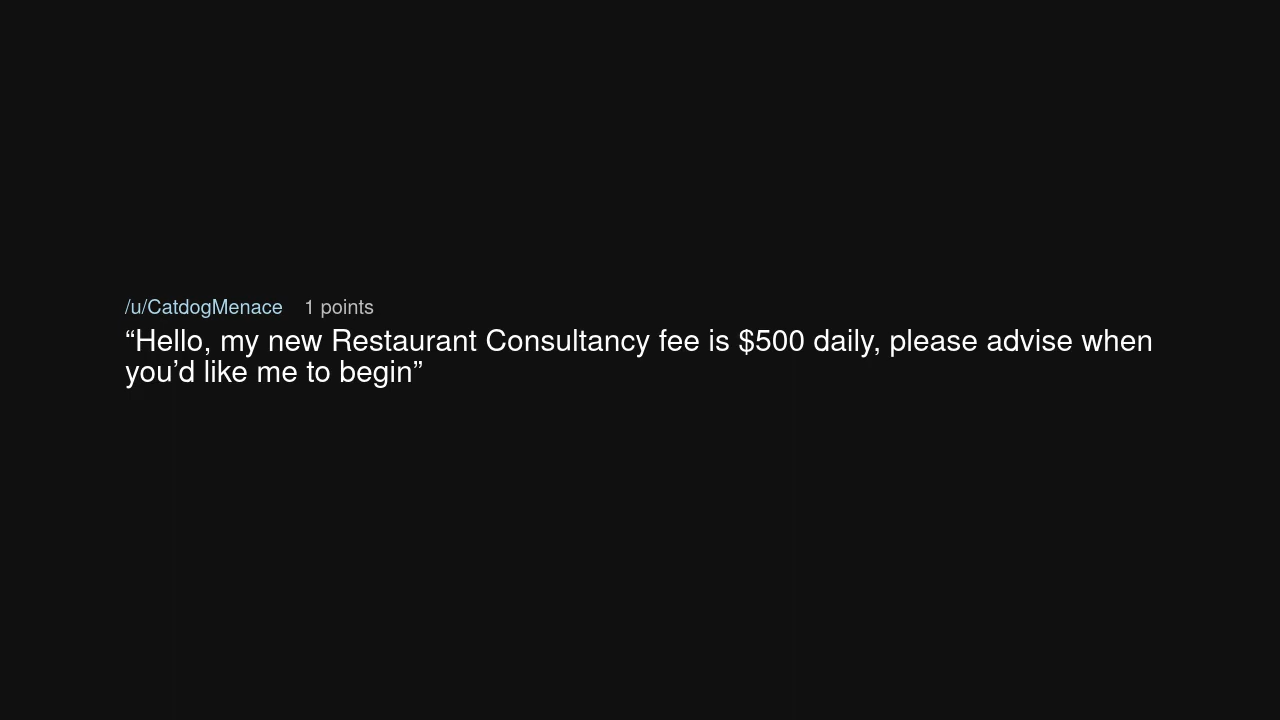 /u/CatdogMenace 1 points
“Hello, my new Restaurant Consultancy fee is $500 daily, please advise when
you’d like me to begin”